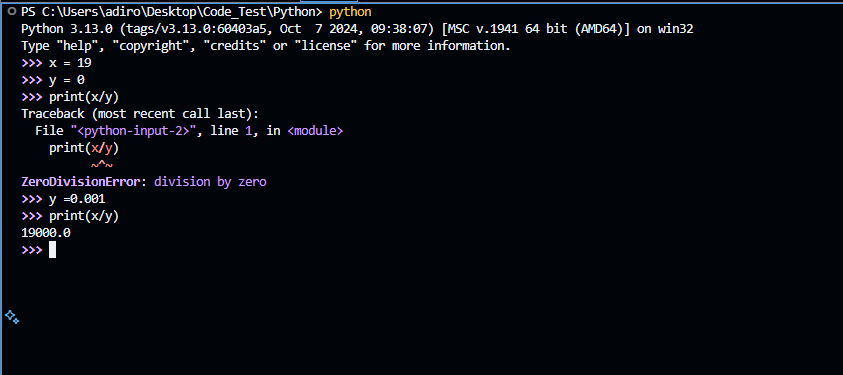 PS C:\Users\adiro\Desktop\Code_Test\Python> python
Python 3.13.0 (tags/v3.13.0:60403a5, Oct  7 2024, 09:38:07) [MSC v.1941 64 bit (AMD64)] on win32
Type "help", "copyright", "credits" or "license" for more information.
>>> x = 19
>>> y = 0
>>> print(x/y)
Traceback (most recent call last):
  File "<python-input-2>", line 1, in <module>
    print(x/y)
          ~^~
ZeroDivisionError: division by zero
>>> y =0.001
>>> print(x/y)
19000.0
>>>